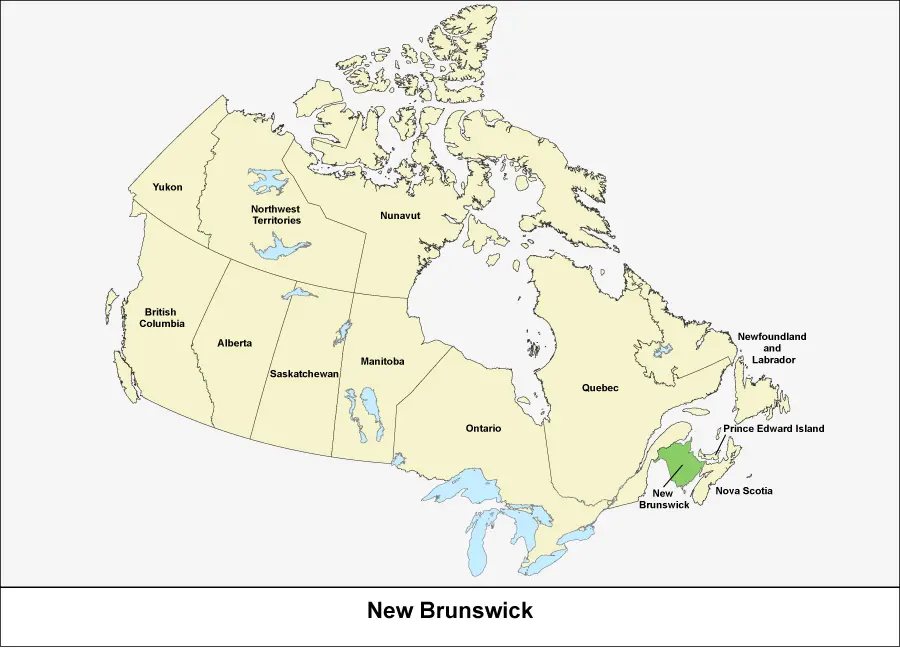 Yukon
Northwest
Territories
Nunavut
British
Columbia
Alberta
Saskatchewan
Manitoba
Ontario
Quebec
Newfoundland
and
Labrador
Prince Edward Island
Nova Scotia
New
Brunswick
New Brunswick